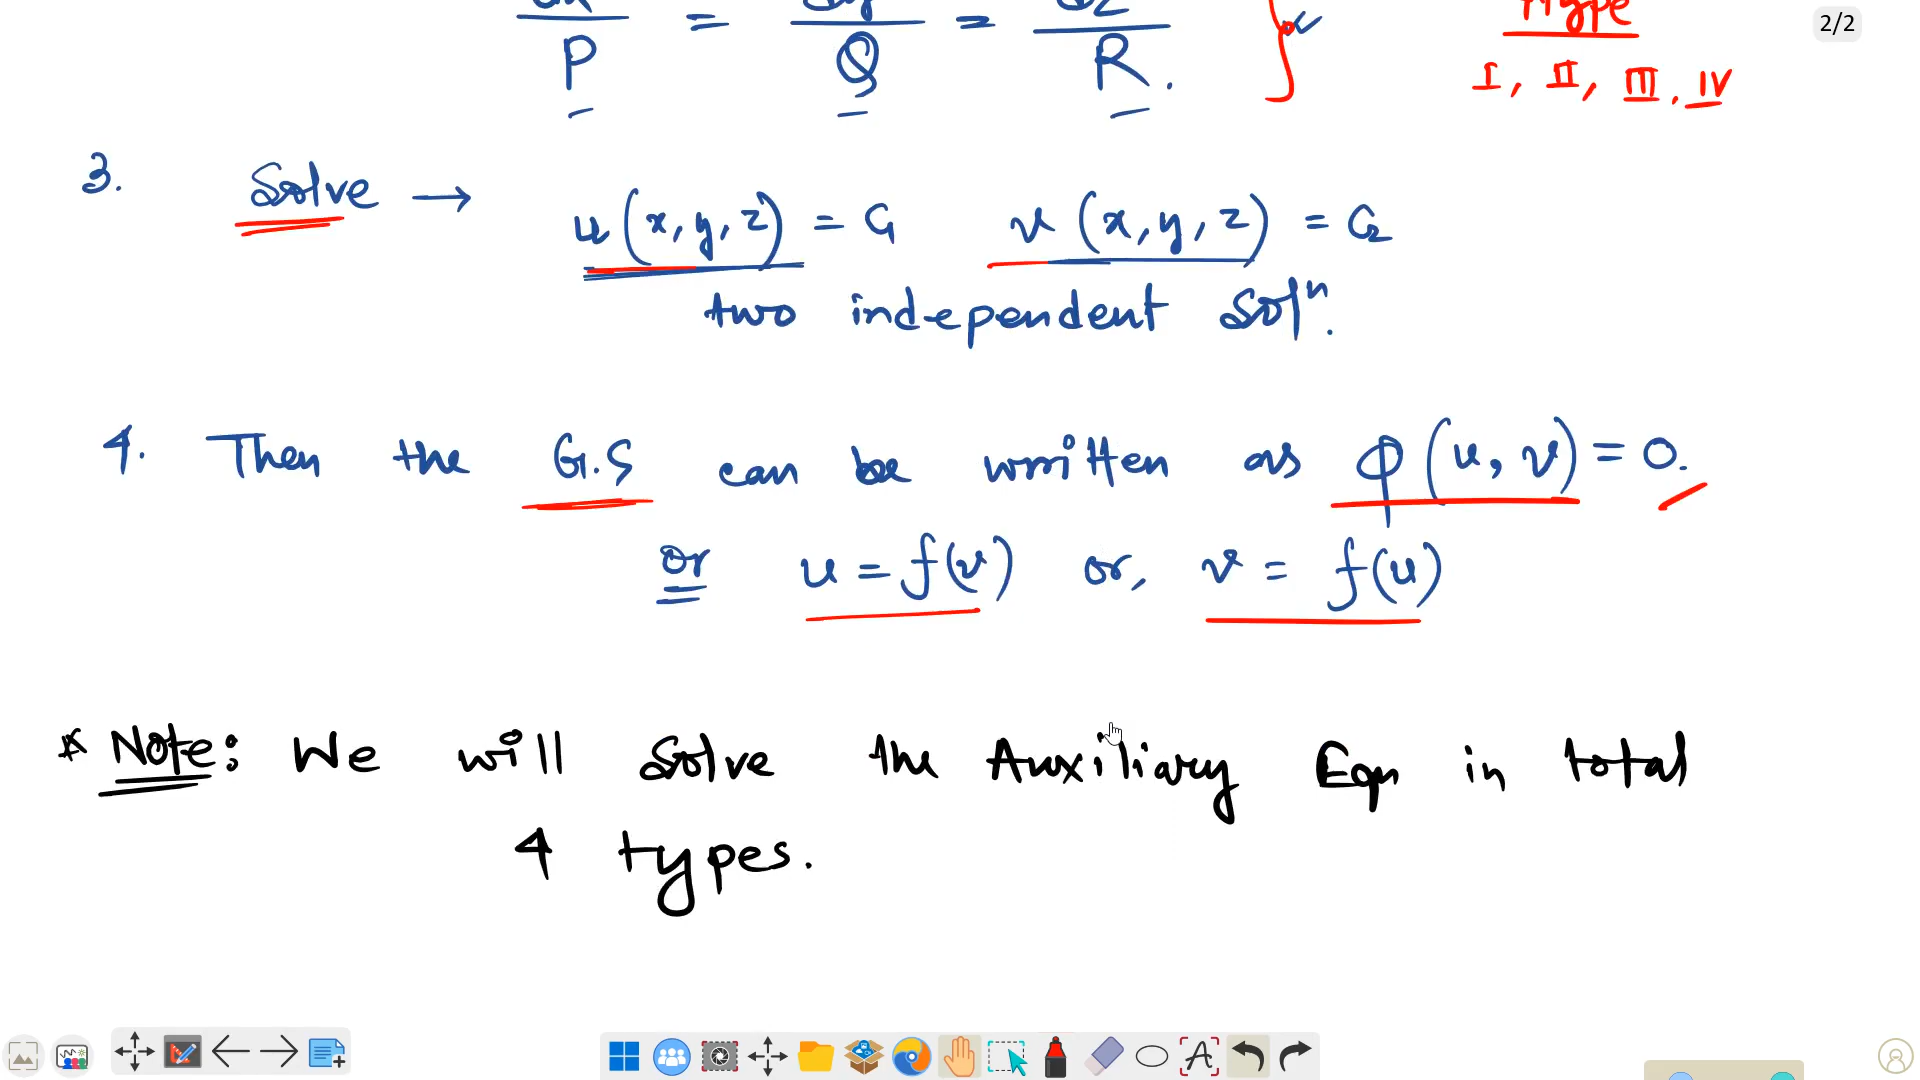 2/2
P = Q = R.
I, II, III, IV
3. Solve → u(x,y,z) = C1 v(x,y,z) = C2
two independent Solⁿ.
4. Then the G.S can be written as φ(u,v) = 0.
or u = f(v) or, v = f(u)
* Note: We will Solve the Auxiliary Eqn in total
4 types.